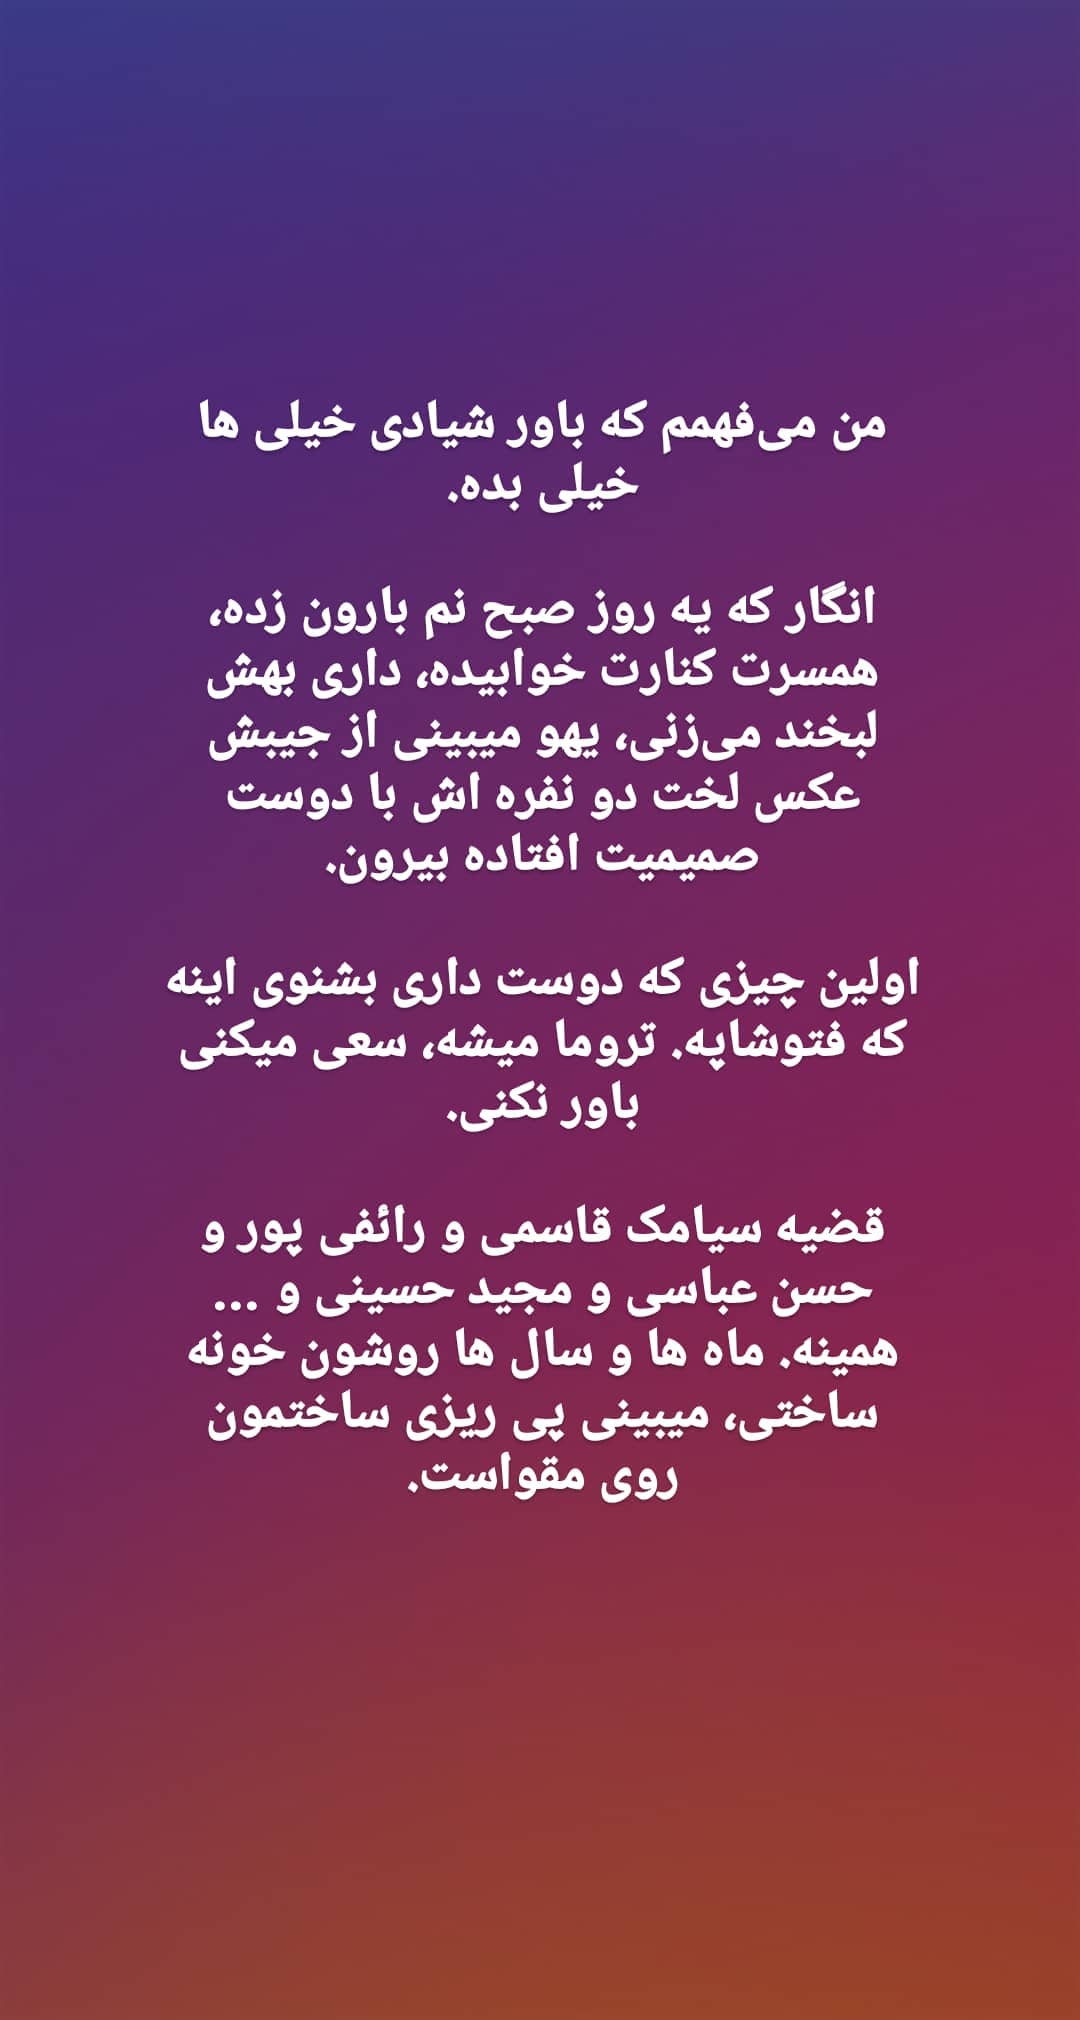 من می‌فهمم که باور شیادی خیلی ها
خیلی بده.
انگار که یه روز صبح نم بارون زده،
همسرت کنارت خوابیده، داری بهش
لبخند می‌زنی، یهو میبینی از جیبش
عکس لخت دو نفره اش با دوست
صمیمیت افتاده بیرون.
اولین چیزی که دوست داری بشنوی اینه
که فتوشاپه. تروما میشه، سعی میکنی
باور نکنی.
قضیه سیامک قاسمی و رائفی پور و
حسن عباسی و مجید حسینی و ...
همینه. ماه ها و سال ها روشون خونه
ساختی، میبینی پی ریزی ساختمون
روی مقواست.